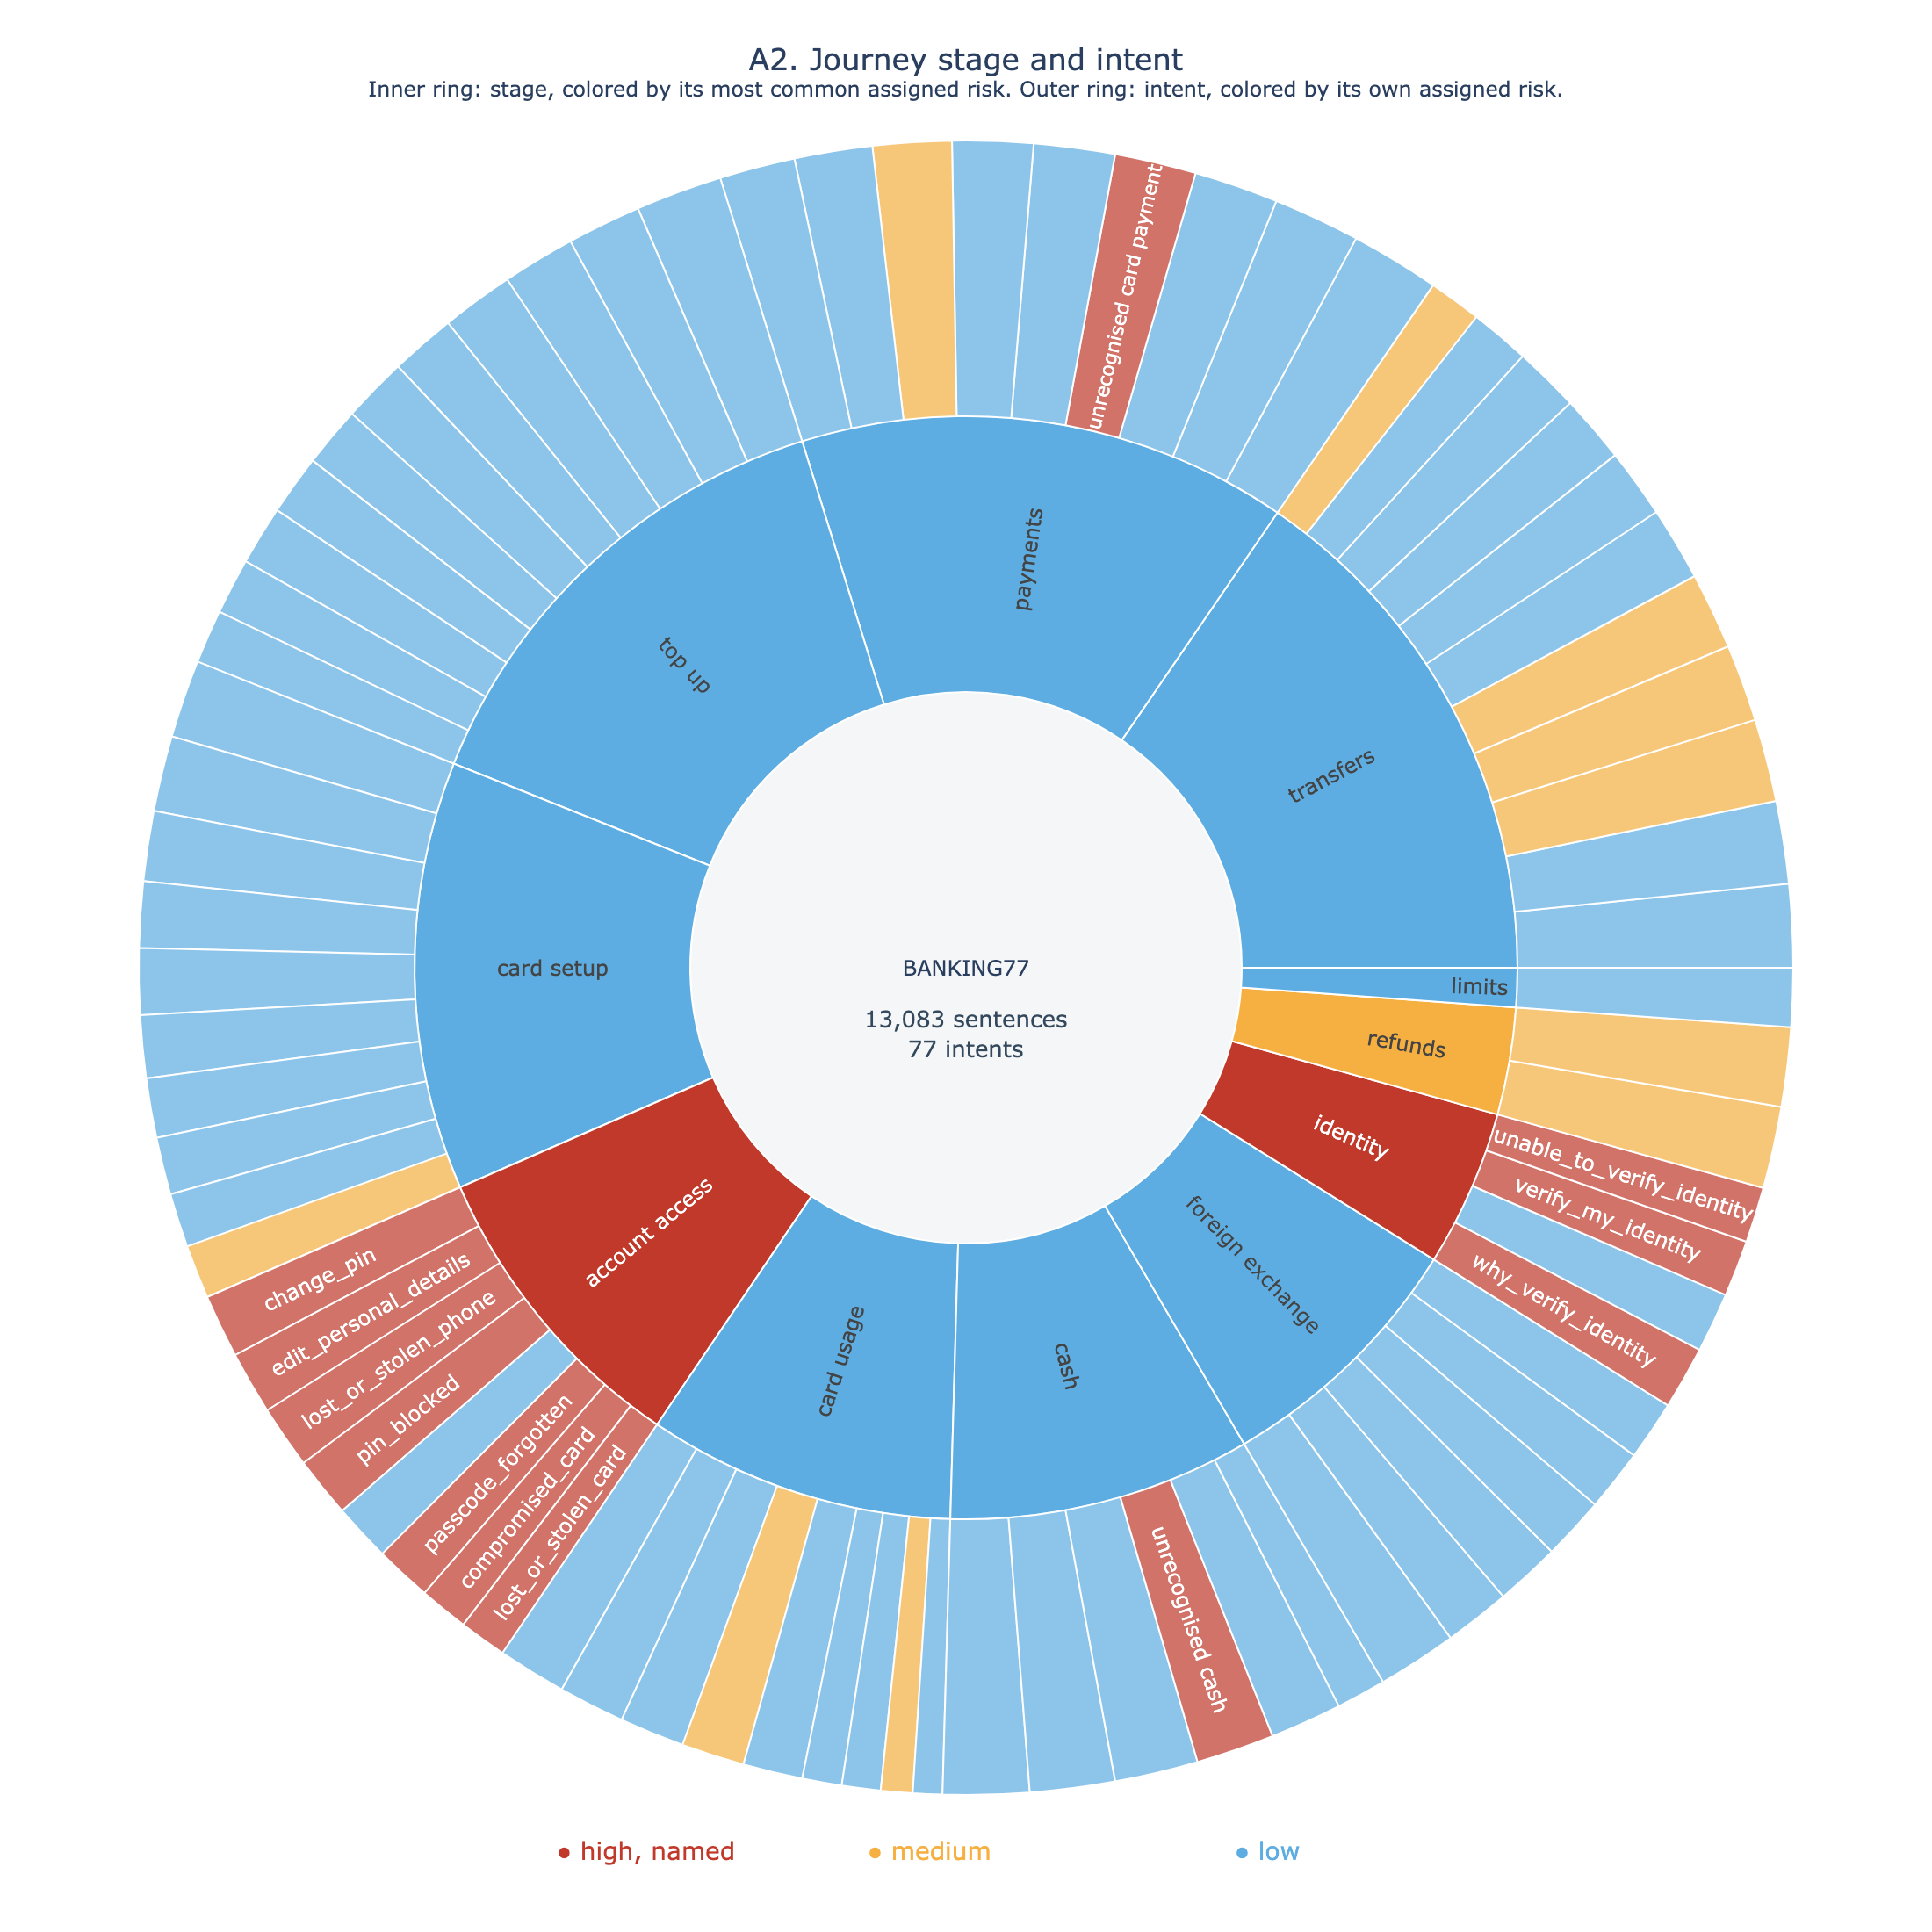 A2. Journey stage and intent
Inner ring: stage, colored by its most common assigned risk. Outer ring: intent, colored by its own assigned risk.
unrecognised card payment
payments
top up
transfers
card setup
BANKING77
13,083 sentences
77 intents
limits
refunds
identity
unable_to_verify_identity
verify_my_identity
why_verify_identity
foreign exchange
account access
change_pin
edit_personal_details
lost_or_stolen_phone
pin_blocked
passcode_forgotten
compromised_card
lost_or_stolen_card
card usage
cash
unrecognised cash
high, named
medium
low